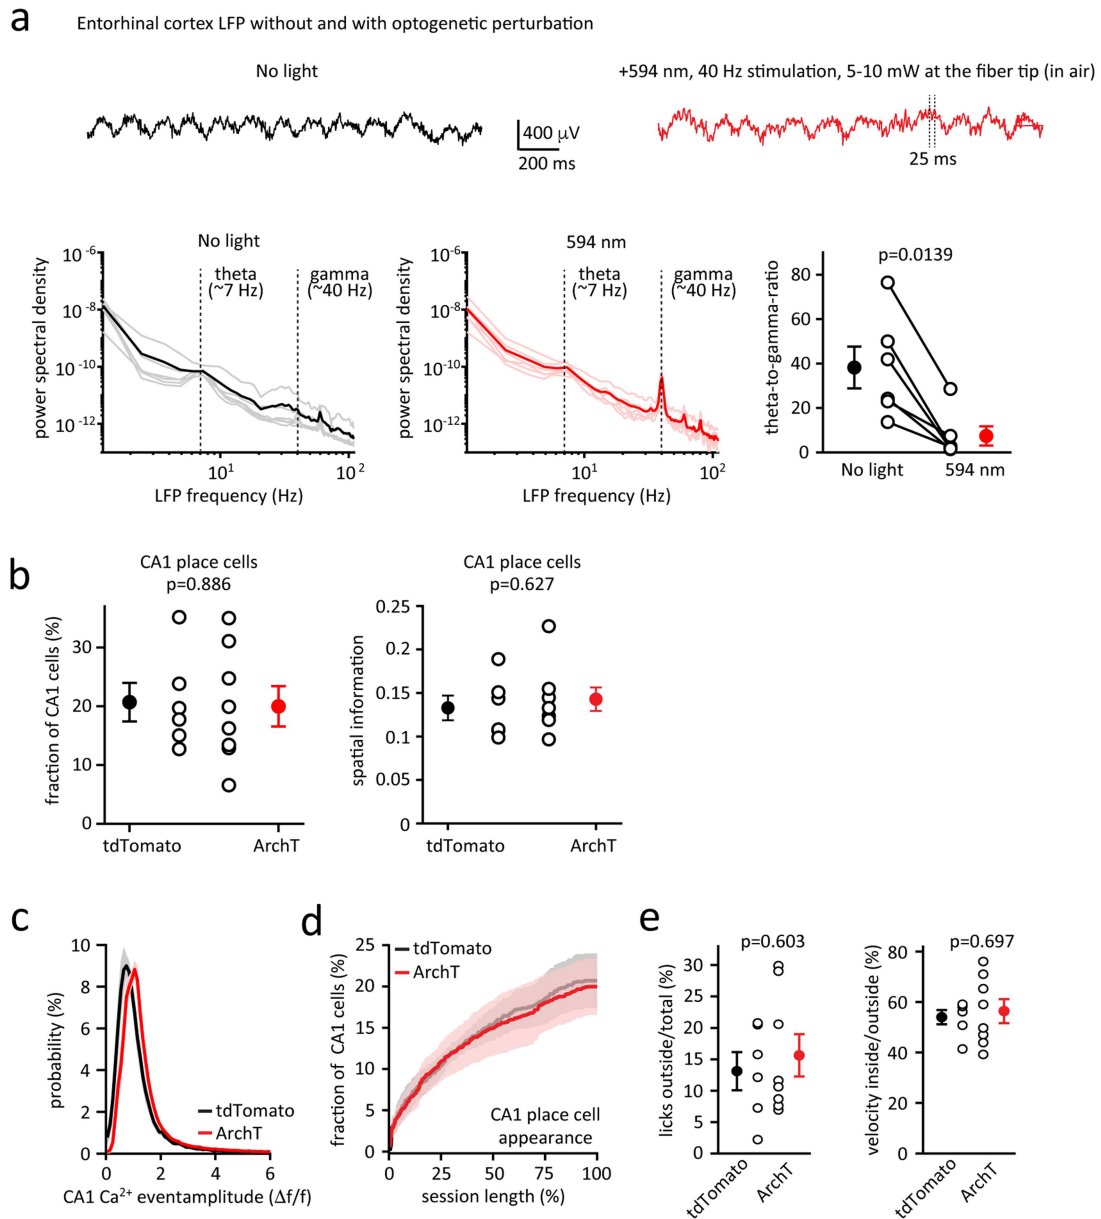 a
Entorhinal cortex LFP without and with optogenetic perturbation
No light
+594 nm, 40 Hz stimulation, 5-10 mW at the fiber tip (in air)
400 µV
200 ms
25 ms
No light
theta
(~7 Hz)
gamma
(~40 Hz)
power spectral density
10⁻⁶
10⁻⁸
10⁻¹⁰
10⁻¹²
10¹
10²
LFP frequency (Hz)
594 nm
theta
(~7 Hz)
gamma
(~40 Hz)
power spectral density
10⁻⁶
10⁻⁸
10⁻¹⁰
10⁻¹²
10¹
10²
LFP frequency (Hz)
p=0.0139
theta-to-gamma-ratio
80
60
40
20
0
No light
594 nm
b
CA1 place cells
p=0.886
fraction of CA1 cells (%)
30
20
10
0
tdTomato
ArchT
CA1 place cells
p=0.627
spatial information
0.25
0.2
0.15
0.1
0.05
0
tdTomato
ArchT
c
probability (%)
10
8
6
4
2
0
tdTomato
ArchT
0
2
4
6
CA1 Ca²⁺ eventamplitude (Δf/f)
d
fraction of CA1 cells (%)
25
20
15
10
5
0
tdTomato
ArchT
CA1 place cell
appearance
0
25
50
75
100
session length (%)
e
p=0.603
licks outside/total (%)
30
25
20
15
10
5
0
tdTomato
ArchT
p=0.697
velocity inside/outside (%)
80
60
40
20
0
tdTomato
ArchT